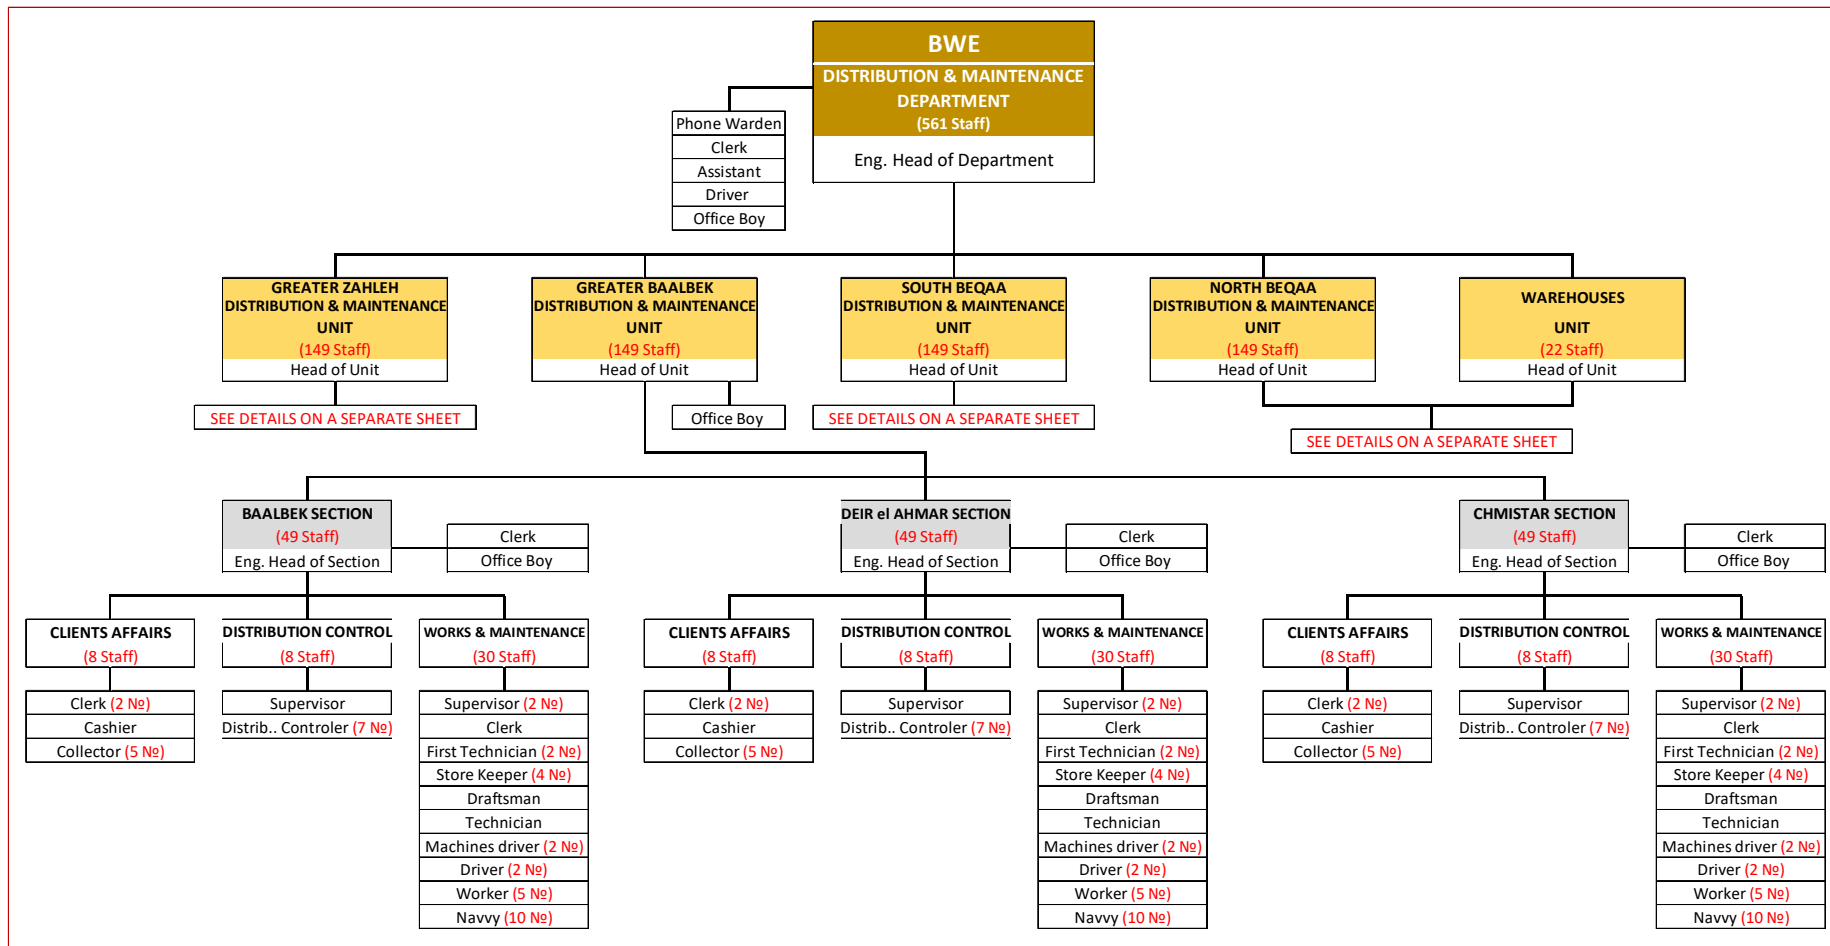 BWE
DISTRIBUTION & MAINTENANCE
DEPARTMENT
(561 Staff)
Eng. Head of Department
Phone Warden
Clerk
Assistant
Driver
Office Boy
GREATER ZAHLEH
DISTRIBUTION & MAINTENANCE
UNIT
(149 Staff)
Head of Unit
SEE DETAILS ON A SEPARATE SHEET
GREATER BAALBEK
DISTRIBUTION & MAINTENANCE
UNIT
(149 Staff)
Head of Unit
Office Boy
SOUTH BEQAA
DISTRIBUTION & MAINTENANCE
UNIT
(149 Staff)
Head of Unit
SEE DETAILS ON A SEPARATE SHEET
NORTH BEQAA
DISTRIBUTION & MAINTENANCE
UNIT
(149 Staff)
Head of Unit
WAREHOUSES
UNIT
(22 Staff)
Head of Unit
SEE DETAILS ON A SEPARATE SHEET
BAALBEK SECTION
(49 Staff)
Eng. Head of Section
Clerk
Office Boy
CLIENTS AFFAIRS
(8 Staff)
Clerk (2 №)
Cashier
Collector (5 №)
DISTRIBUTION CONTROL
(8 Staff)
Supervisor
Distrib.. Controler (7 №)
WORKS & MAINTENANCE
(30 Staff)
Supervisor (2 №)
Clerk
First Technician (2 №)
Store Keeper (4 №)
Draftsman
Technician
Machines driver (2 №)
Driver (2 №)
Worker (5 №)
Navvy (10 №)
DEIR el AHMAR SECTION
(49 Staff)
Eng. Head of Section
Clerk
Office Boy
CLIENTS AFFAIRS
(8 Staff)
Clerk (2 №)
Cashier
Collector (5 №)
DISTRIBUTION CONTROL
(8 Staff)
Supervisor
Distrib.. Controler (7 №)
WORKS & MAINTENANCE
(30 Staff)
Supervisor (2 №)
Clerk
First Technician (2 №)
Store Keeper (4 №)
Draftsman
Technician
Machines driver (2 №)
Driver (2 №)
Worker (5 №)
Navvy (10 №)
CHMISTAR SECTION
(49 Staff)
Eng. Head of Section
Clerk
Office Boy
CLIENTS AFFAIRS
(8 Staff)
Clerk (2 №)
Cashier
Collector (5 №)
DISTRIBUTION CONTROL
(8 Staff)
Supervisor
Distrib.. Controler (7 №)
WORKS & MAINTENANCE
(30 Staff)
Supervisor (2 №)
Clerk
First Technician (2 №)
Store Keeper (4 №)
Draftsman
Technician
Machines driver (2 №)
Driver (2 №)
Worker (5 №)
Navvy (10 №)